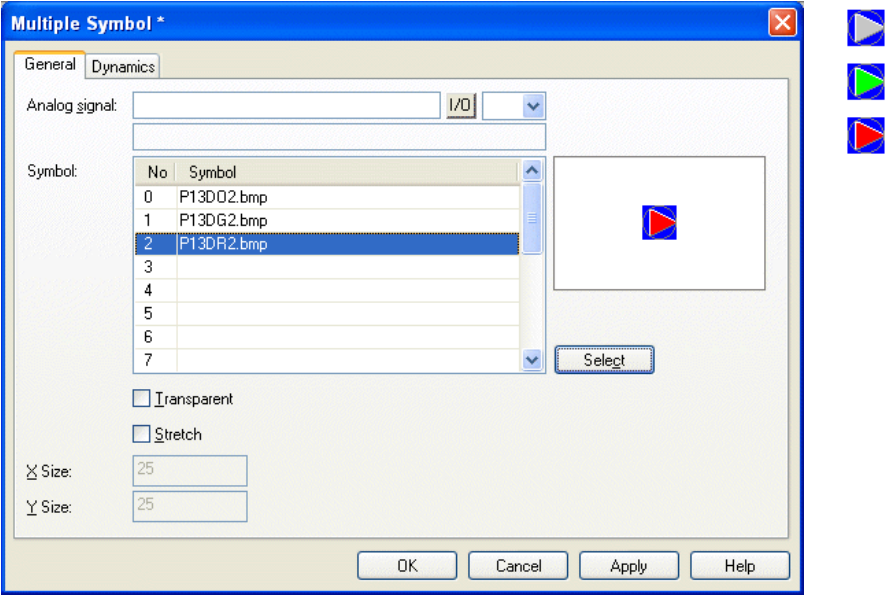 Multiple Symbol *
General Dynamics
Analog signal: I/O
Symbol:
No Symbol
0 P13DO2.bmp
1 P13DG2.bmp
2 P13DR2.bmp
3
4
5
6
7
Select
Transparent
Stretch
X Size: 25
Y Size: 25
OK Cancel Apply Help